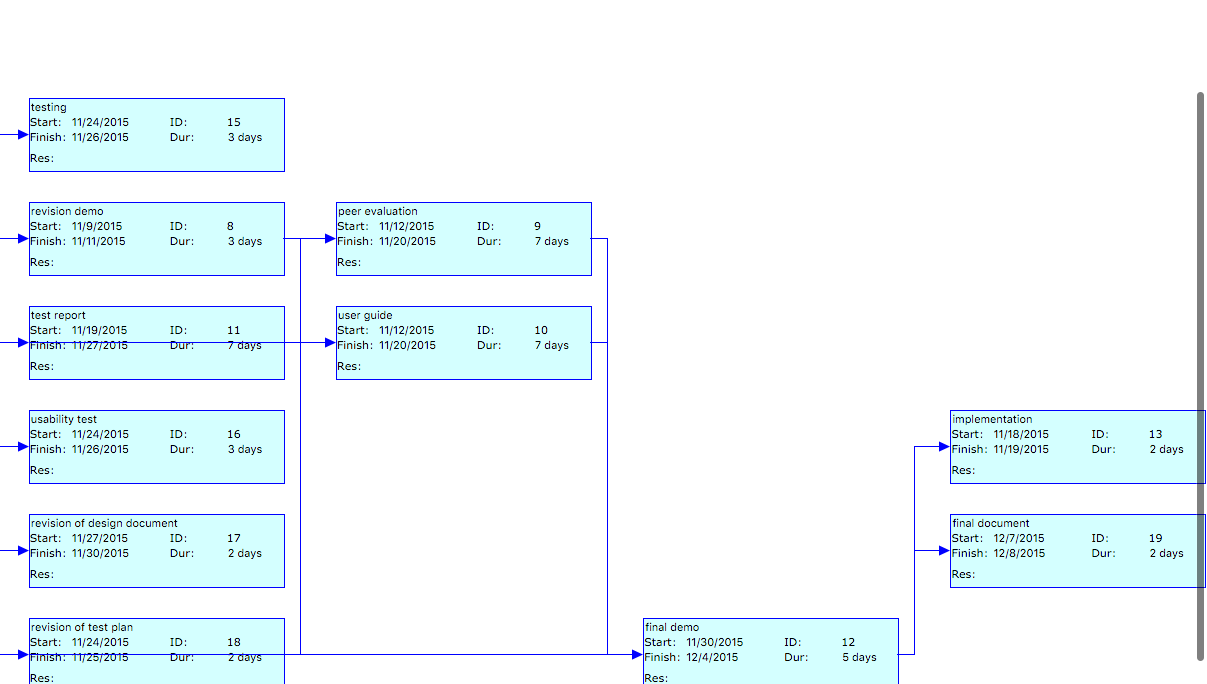 testing
Start: 11/24/2015 ID: 15
Finish: 11/26/2015 Dur: 3 days
Res:
revision demo
Start: 11/9/2015 ID: 8
Finish: 11/11/2015 Dur: 3 days
Res:
peer evaluation
Start: 11/12/2015 ID: 9
Finish: 11/20/2015 Dur: 7 days
Res:
test report
Start: 11/19/2015 ID: 11
Finish: 11/27/2015 Dur: 7 days
Res:
user guide
Start: 11/12/2015 ID: 10
Finish: 11/20/2015 Dur: 7 days
Res:
usability test
Start: 11/24/2015 ID: 16
Finish: 11/26/2015 Dur: 3 days
Res:
implementation
Start: 11/18/2015 ID: 13
Finish: 11/19/2015 Dur: 2 days
Res:
revision of design document
Start: 11/27/2015 ID: 17
Finish: 11/30/2015 Dur: 2 days
Res:
final document
Start: 12/7/2015 ID: 19
Finish: 12/8/2015 Dur: 2 days
Res:
revision of test plan
Start: 11/24/2015 ID: 18
Finish: 11/25/2015 Dur: 2 days
Res:
final demo
Start: 11/30/2015 ID: 12
Finish: 12/4/2015 Dur: 5 days
Res: